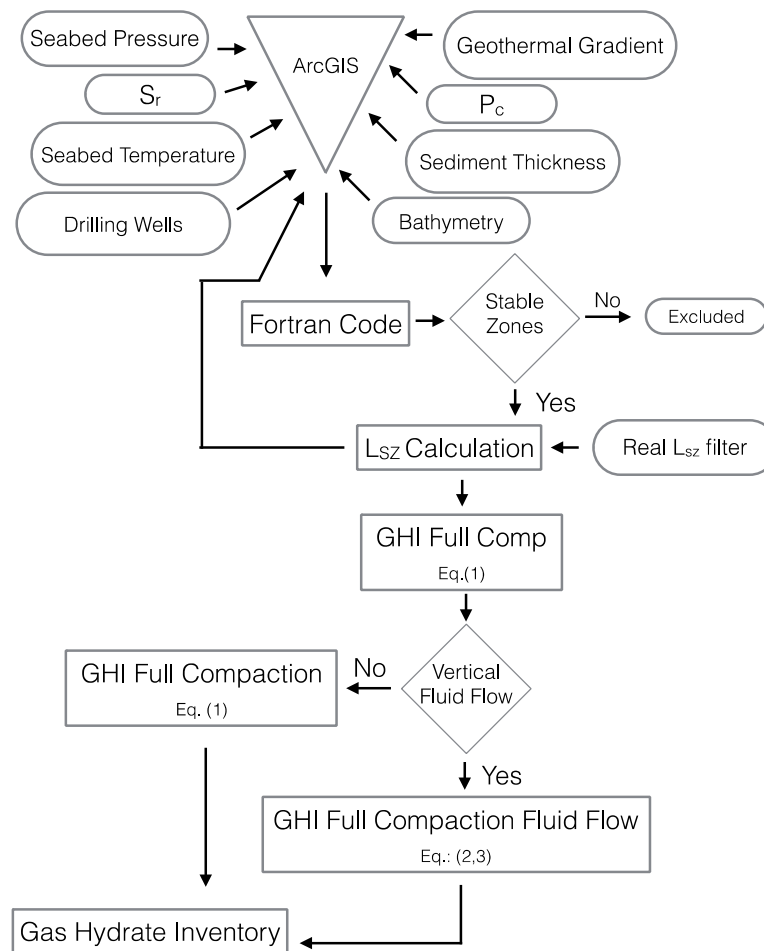 Seabed Pressure
ArcGIS
Geothermal Gradient
Sr
Pc
Seabed Temperature
Sediment Thickness
Drilling Wells
Bathymetry
Fortran Code
Stable
Zones
No
Excluded
Yes
LSZ Calculation
Real Lsz filter
GHI Full Comp
Eq.(1)
Vertical
Fluid Flow
No
GHI Full Compaction
Eq. (1)
Yes
GHI Full Compaction Fluid Flow
Eq.: (2,3)
Gas Hydrate Inventory